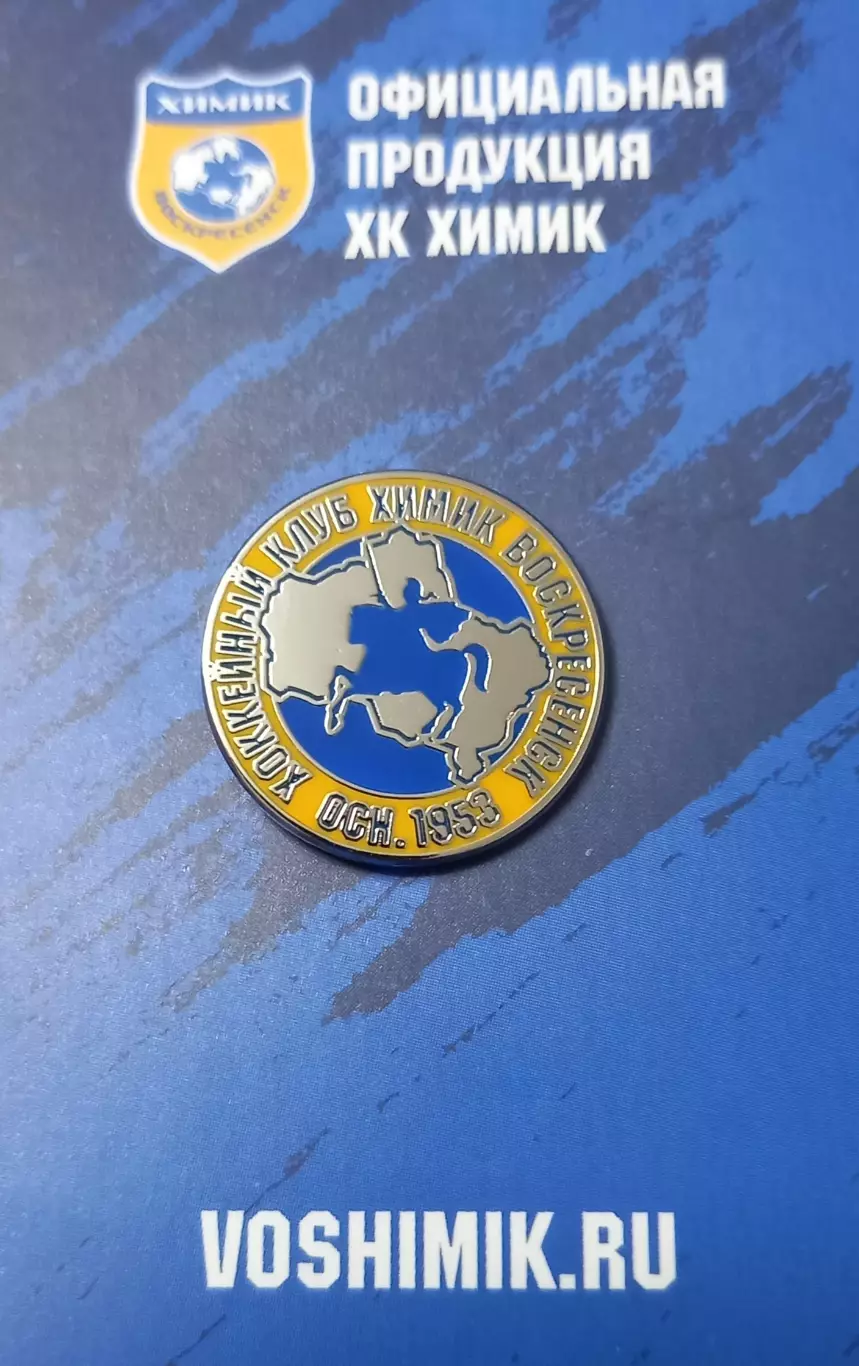 ХИМИК
ВОСКРЕСЕНСК
ОФИЦИАЛЬНАЯ
ПРОДУКЦИЯ
ХК ХИМИК
ХОККЕЙНЫЙ КЛУБ ХИМИК ВОСКРЕСЕНСК
ОСН. 1953
VOSHIMIK.RU